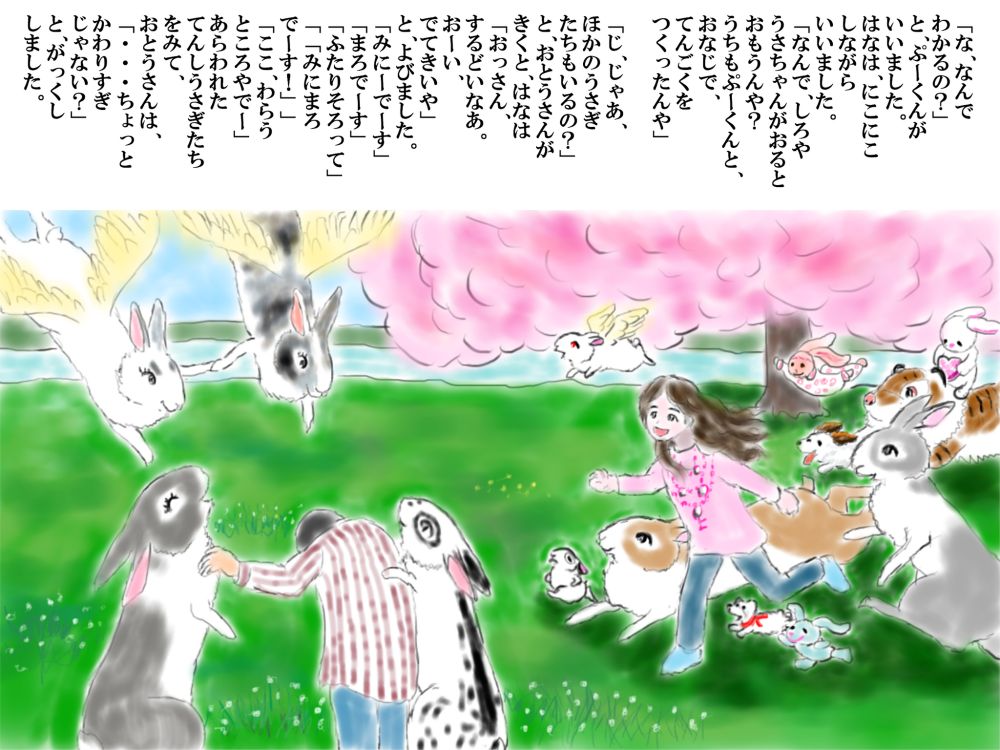 「な、なんで
わかるの？」
と、ぷーくんが
いいました。
はなは、にこにこ
しながら
いいました。
「なんで、しろや
うさちゃんがおると
おもうんや？
うちもぷーくんと、
おなじで、
てんごくを
つくったんや」
「じ、じゃあ、
ほかのうさぎ
たちもいるの？」
と、おとうさんが
きくと、はなは
「おっさん、
するどいなあ。
おーい、
でてきいや」
と、よびました。
「みにーでーす」
「まろでーす」
「ふたりそろって」
「「みにまろ
でーす！」」
「ここ、わらう
ところやでー」
あらわれた
てんしうさぎたち
をみて、
おとうさんは、
「・・・ちょっと
かわりすぎ
じゃない？」
と、がっくし
しました。